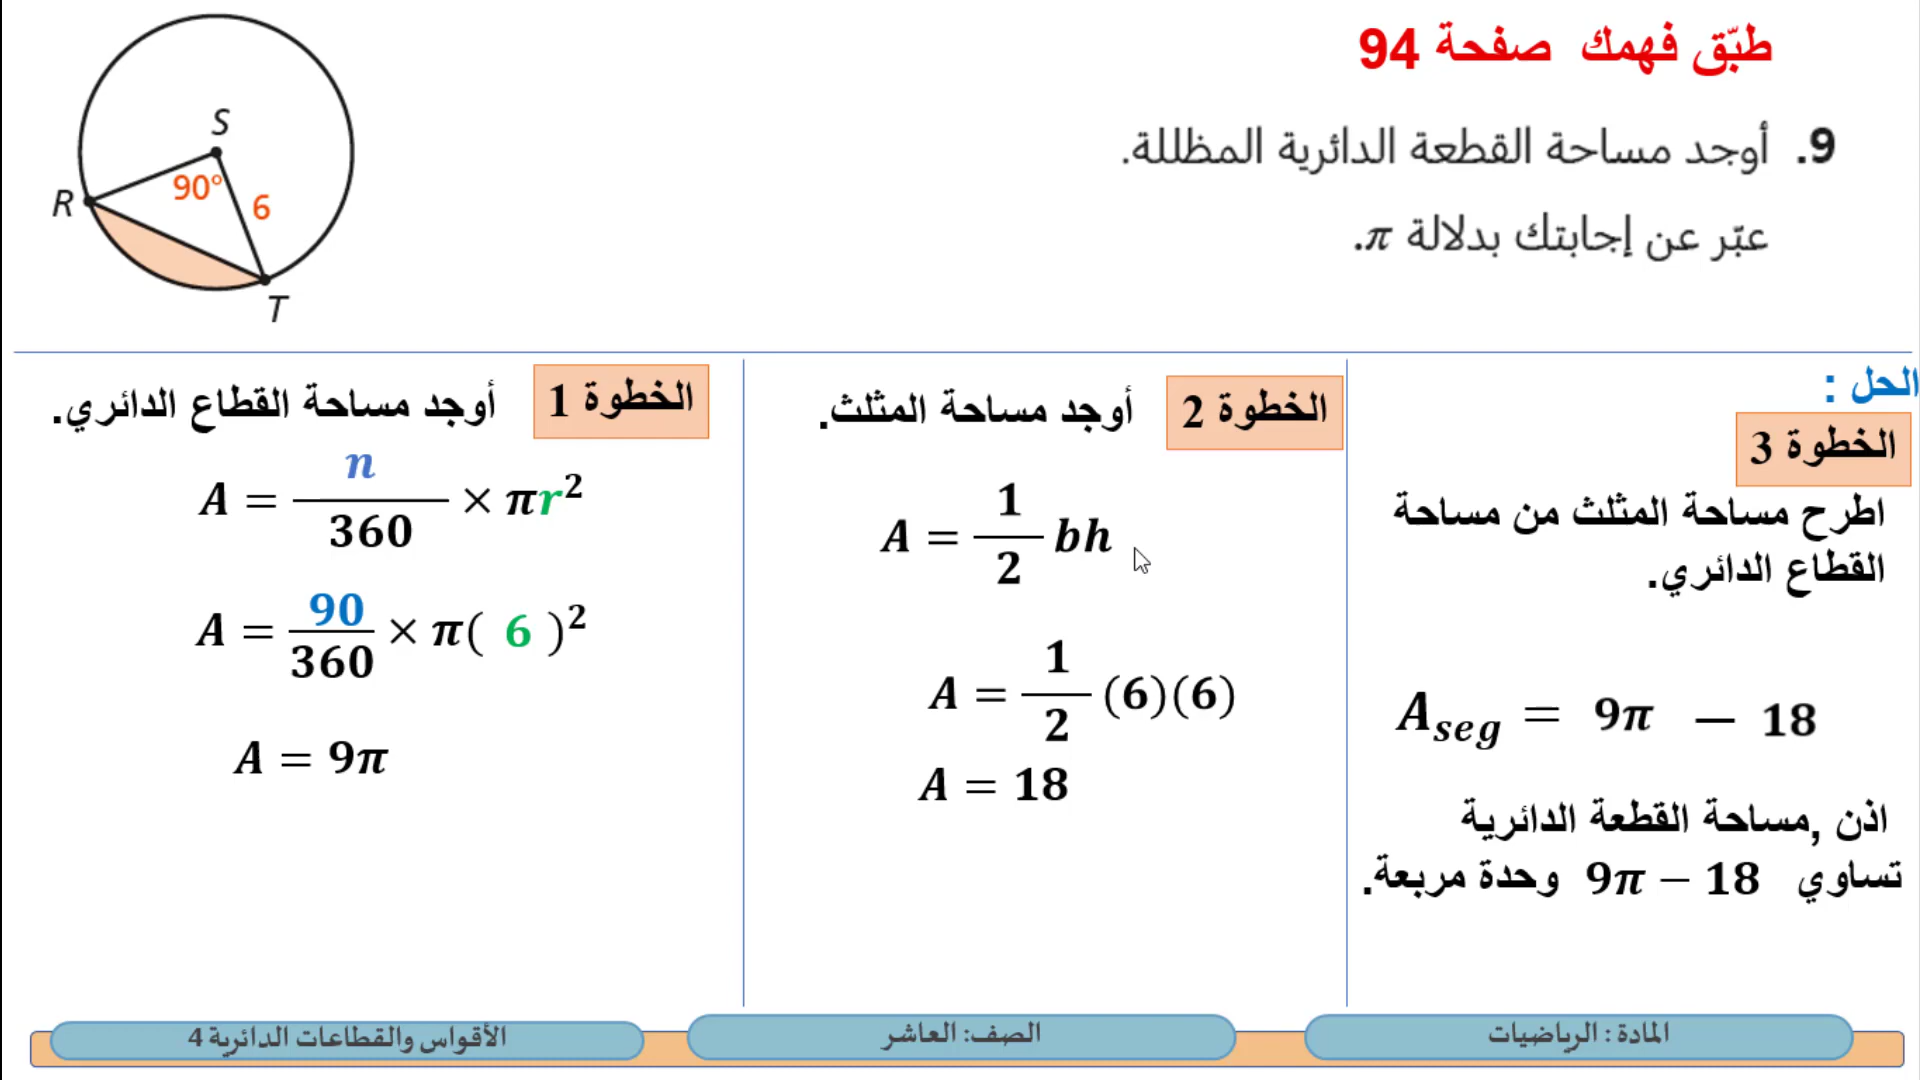 طبّق فهمك صفحة 94
9. أوجد مساحة القطعة الدائرية المظللة.
عبّر عن إجابتك بدلالة π.
S
90°
6
R
T
الحل :
الخطوة 1 أوجد مساحة القطاع الدائري.
A = n/360 × πr²
A = 90/360 × π( 6 )²
A = 9π
الخطوة 2 أوجد مساحة المثلث.
A = 1/2 bh
A = 1/2 (6)(6)
A = 18
الخطوة 3
اطرح مساحة المثلث من مساحة
القطاع الدائري.
A_seg = 9π − 18
اذن ,مساحة القطعة الدائرية
تساوي 9π − 18 وحدة مربعة.
المادة : الرياضيات
الصف: العاشر
الأقواس والقطاعات الدائرية 4